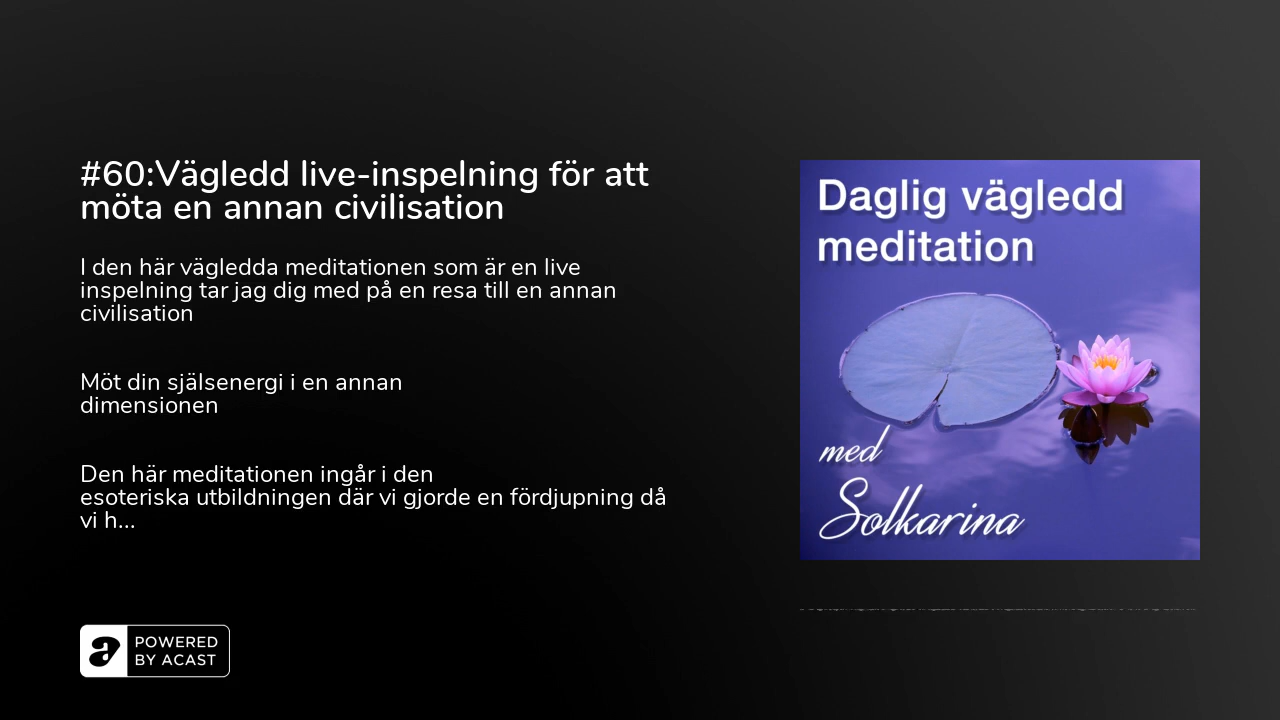 #60:Vägledd live-inspelning för att
möta en annan civilisation
I den här vägledda meditationen som är en live
inspelning tar jag dig med på en resa till en annan
civilisation
Möt din själsenergi i en annan
dimensionen
Den här meditationen ingår i den
esoteriska utbildningen där vi gjorde en fördjupning då
vi h...
Daglig vägledd
meditation
med
Solkarina
POWERED
BY ACAST